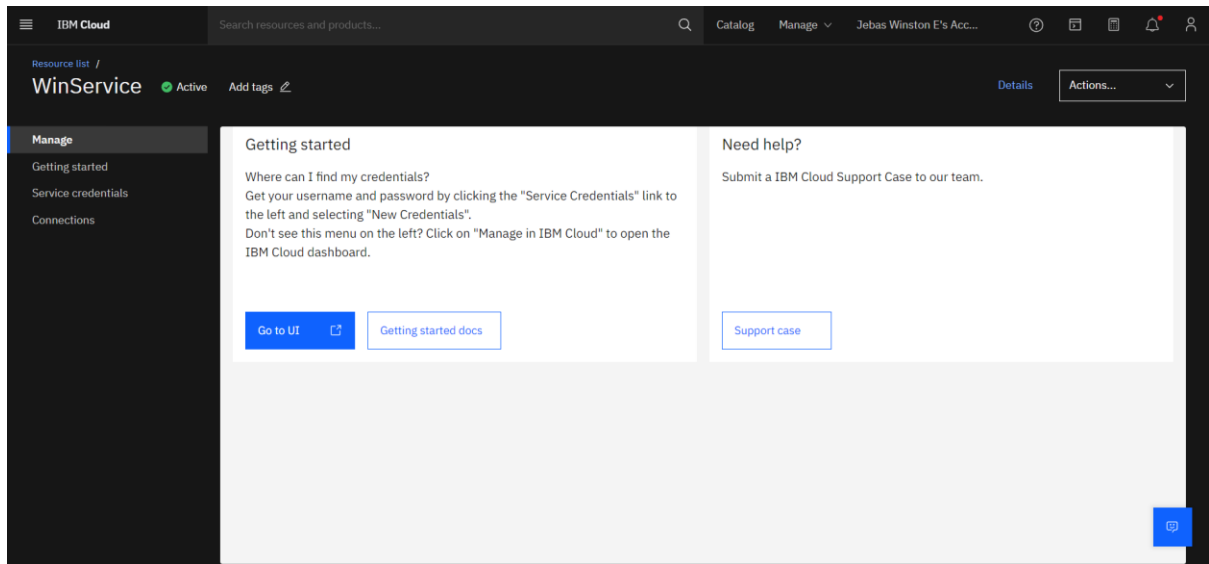 IBM Cloud
Search resources and products...
Catalog
Manage
Jebas Winston E's Acc...
Resource list /
WinService
Active
Add tags
Details
Actions...
Manage
Getting started
Service credentials
Connections
Getting started
Where can I find my credentials?
Get your username and password by clicking the "Service Credentials" link to
the left and selecting "New Credentials".
Don't see this menu on the left? Click on "Manage in IBM Cloud" to open the
IBM Cloud dashboard.
Go to UI
Getting started docs
Need help?
Submit a IBM Cloud Support Case to our team.
Support case